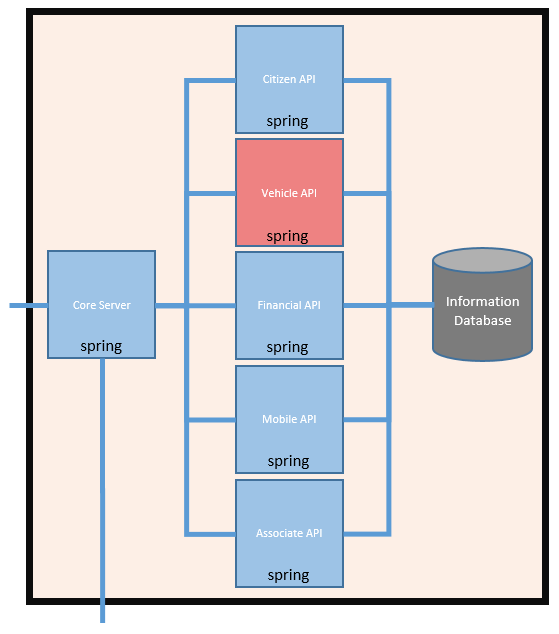 Citizen API
spring
Vehicle API
spring
Core Server
spring
Financial API
spring
Information
Database
Mobile API
spring
Associate API
spring